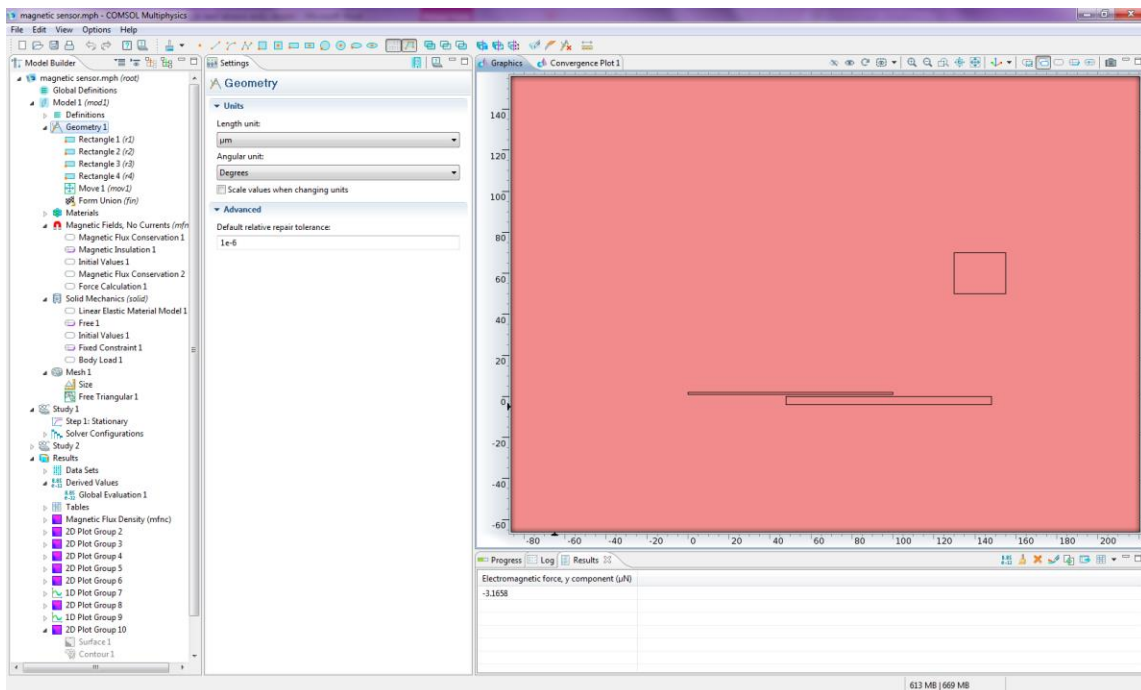 magnetic sensor.mph - COMSOL Multiphysics
File Edit View Options Help
Model Builder
magnetic sensor.mph (root)
Global Definitions
Model 1 (mod1)
Definitions
Geometry 1
Rectangle 1 (r1)
Rectangle 2 (r2)
Rectangle 3 (r3)
Rectangle 4 (r4)
Move 1 (mov1)
Form Union (fin)
Materials
Magnetic Fields, No Currents (mfn
Magnetic Flux Conservation 1
Magnetic Insulation 1
Initial Values 1
Magnetic Flux Conservation 2
Force Calculation 1
Solid Mechanics (solid)
Linear Elastic Material Model 1
Free 1
Initial Values 1
Fixed Constraint 1
Body Load 1
Mesh 1
Size
Free Triangular 1
Study 1
Step 1: Stationary
Solver Configurations
Study 2
Results
Data Sets
Derived Values
Global Evaluation 1
Tables
Magnetic Flux Density (mfnc)
2D Plot Group 2
2D Plot Group 3
2D Plot Group 4
2D Plot Group 5
2D Plot Group 6
1D Plot Group 7
2D Plot Group 8
1D Plot Group 9
2D Plot Group 10
Surface 1
Contour 1
Settings
Geometry
Units
Length unit:
µm
Angular unit:
Degrees
Scale values when changing units
Advanced
Default relative repair tolerance:
1e-6
Graphics Convergence Plot 1
140
120
100
80
60
40
20
0
-20
-40
-60
-80 -60 -40 -20 0 20 40 60 80 100 120 140 160 180 200
Progress Log Results
Electromagnetic force, y component (µN)
-3.1658
613 MB | 669 MB